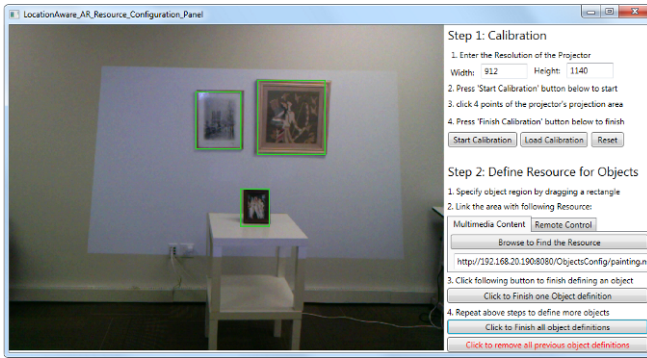 LocationAware_AR_Resource_Configuration_Panel
Step 1: Calibration
1. Enter the Resolution of the Projector
Width: 912 Height: 1140
2. Press 'Start Calibration' button below to start
3. click 4 points of the projector's projection area
4. Press 'Finish Calibration' button below to finish
Start Calibration Load Calibration Reset
Step 2: Define Resource for Objects
1. Specify object region by dragging a rectangle
2. Link the area with following Resource:
Multimedia Content Remote Control
Browse to Find the Resource
http://192.168.20.190:8080/ObjectsConfig/painting.n
3. Click following button to finish defining an object
Click to Finish one Object definition
4. Repeat above steps to define more objects
Click to Finish all object definitions
Click to remove all previous object definitions